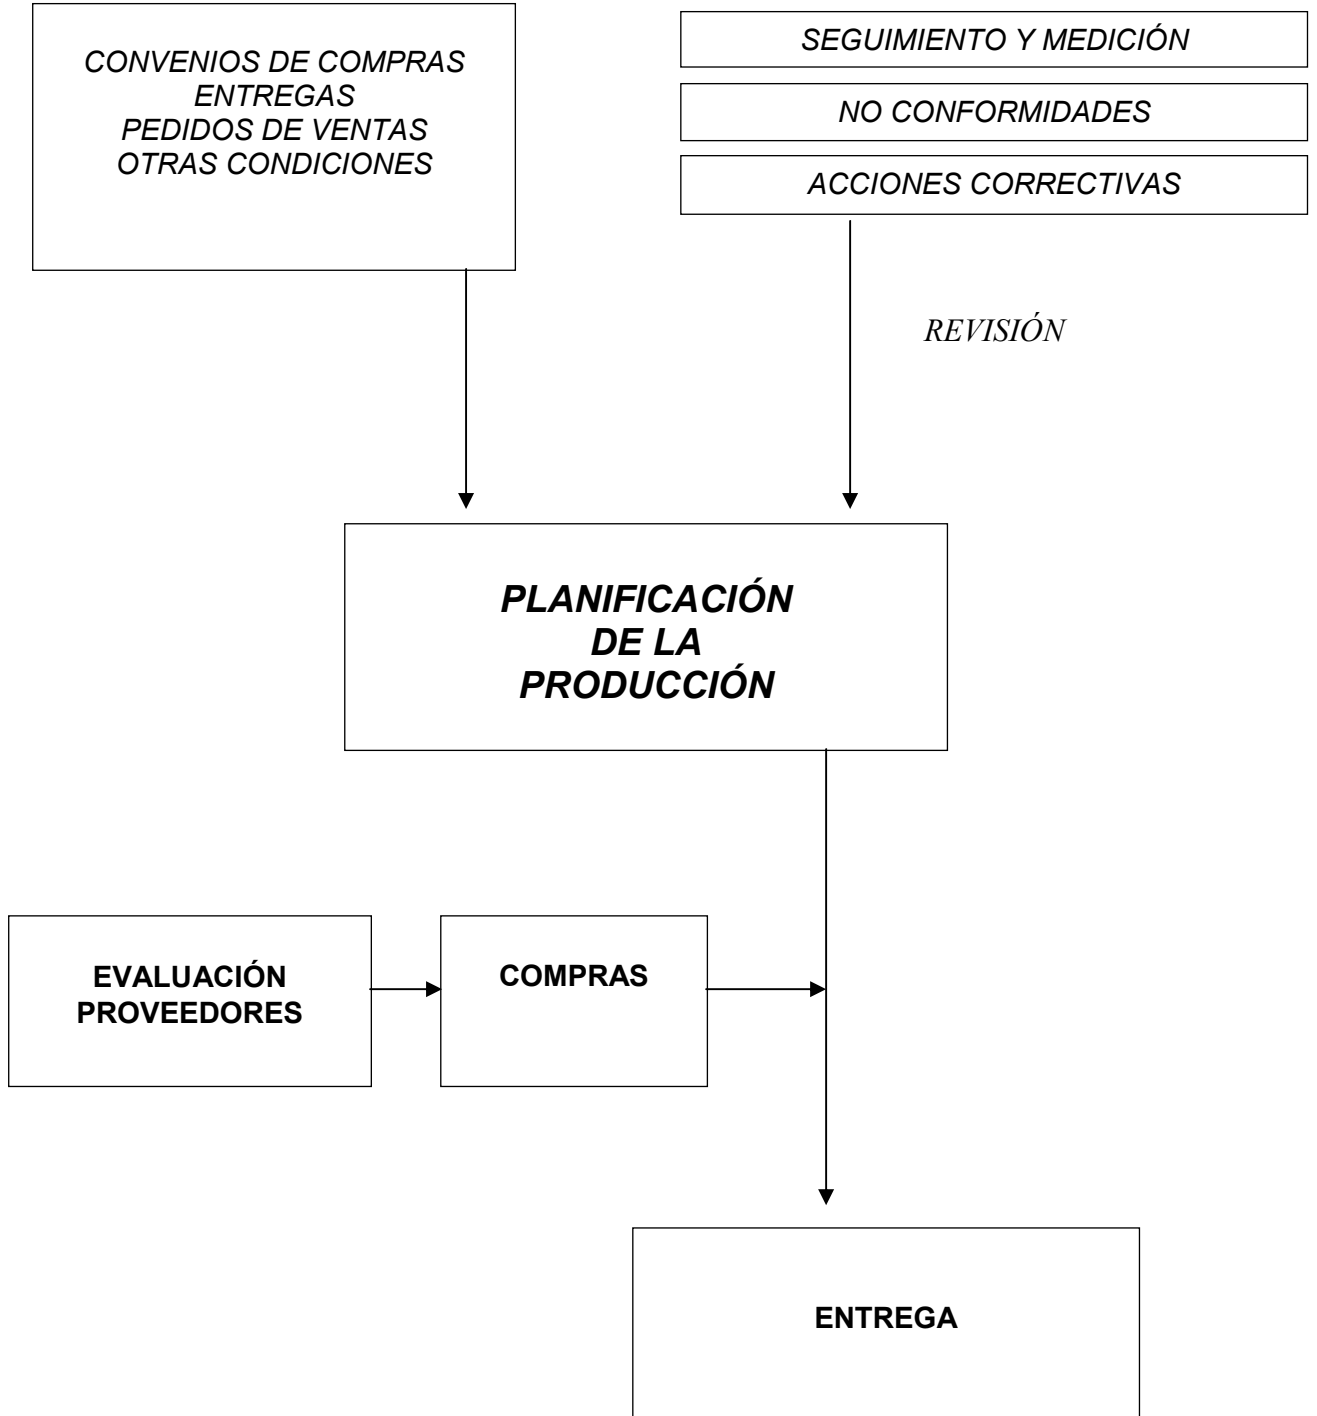 CONVENIOS DE COMPRAS
ENTREGAS
PEDIDOS DE VENTAS
OTRAS CONDICIONES
SEGUIMIENTO Y MEDICIÓN
NO CONFORMIDADES
ACCIONES CORRECTIVAS
REVISIÓN
PLANIFICACIÓN
DE LA
PRODUCCIÓN
EVALUACIÓN
PROVEEDORES
COMPRAS
ENTREGA